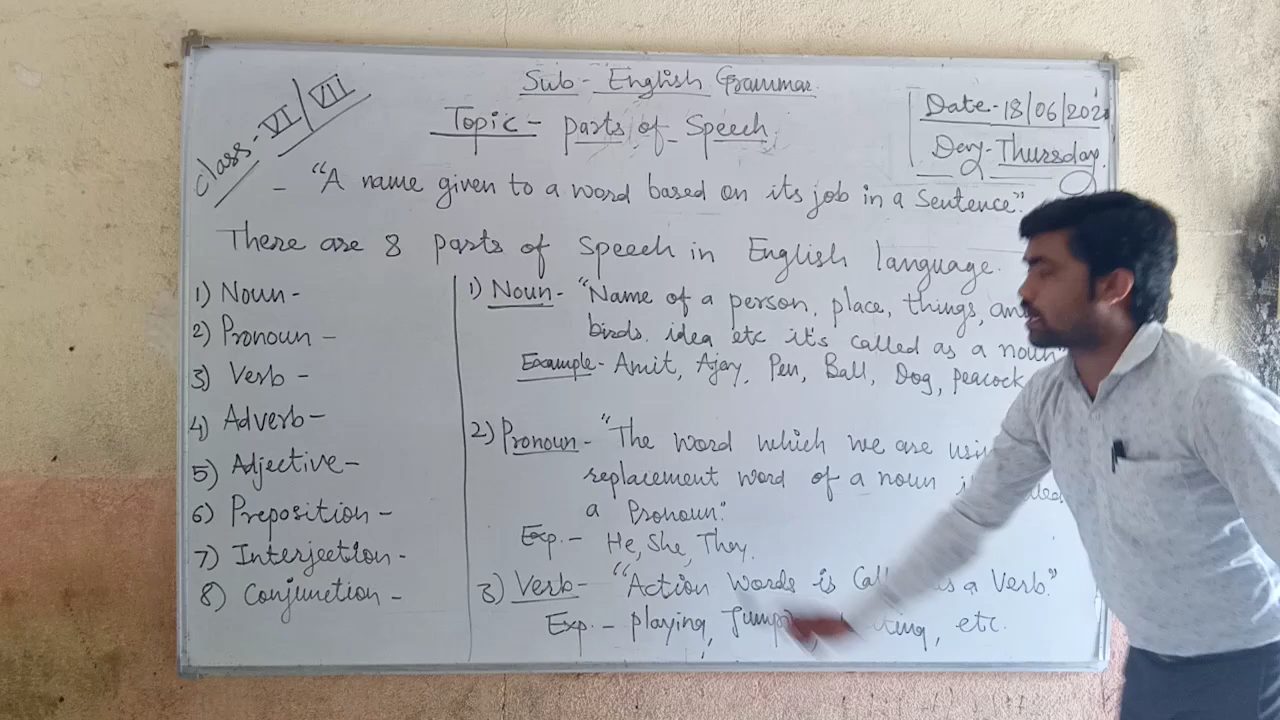 Sub - English Grammar
Class - VI / VII
Topic - Parts of Speech
Date - 18/06/202
Day - Thursday
- "A name given to a word based on its job in a Sentence".
There are 8 parts of Speech in English language.
1) Noun -
2) Pronoun -
3) Verb -
4) Adverb -
5) Adjective -
6) Preposition -
7) Interjection -
8) Conjunction -
1) Noun - "Name of a person, place, things,
birds. idea etc it's called as a noun"
Example - Amit, Ajay, Pen, Ball, Dog, peacock
2) Pronoun - "The word which we are
replacement word of a noun
a Pronoun."
Exp. - He, She, They.
3) Verb - "Action Words is a Verb."
Exp. - playing, etc.